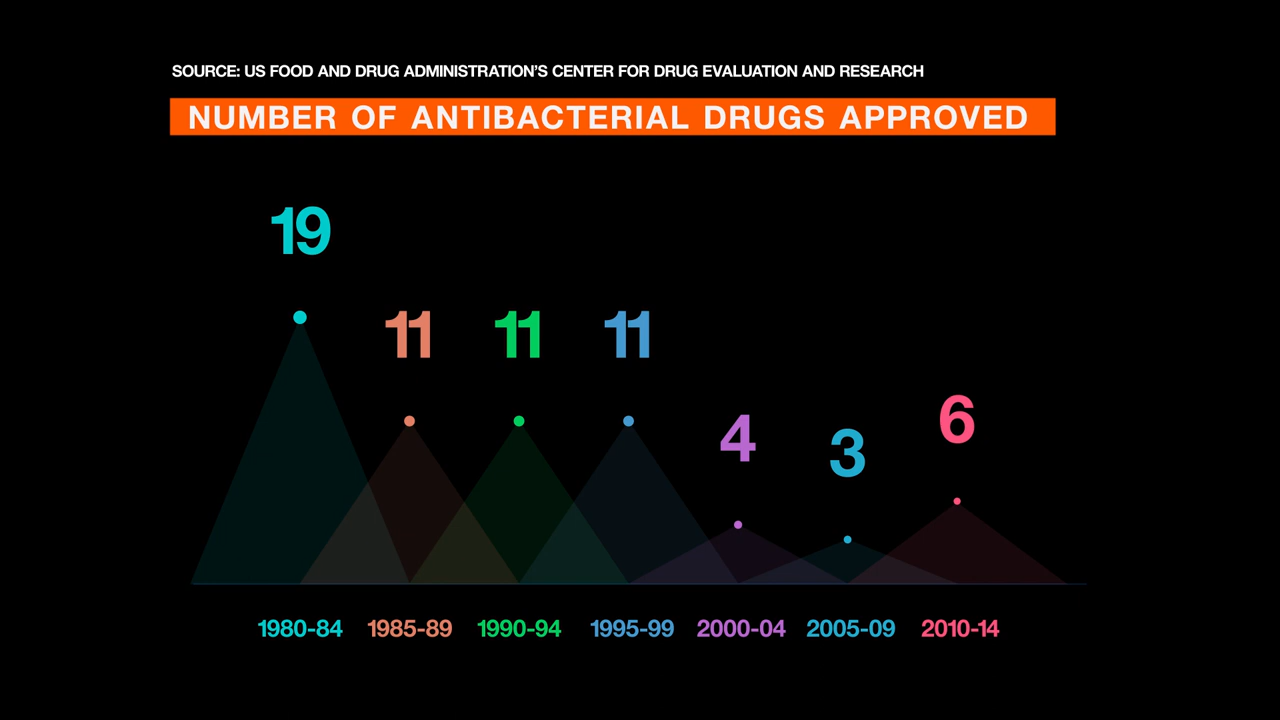 SOURCE: US FOOD AND DRUG ADMINISTRATION'S CENTER FOR DRUG EVALUATION AND RESEARCH
NUMBER OF ANTIBACTERIAL DRUGS APPROVED
19
11 11 11
4 3 6
1980-84 1985-89 1990-94 1995-99 2000-04 2005-09 2010-14